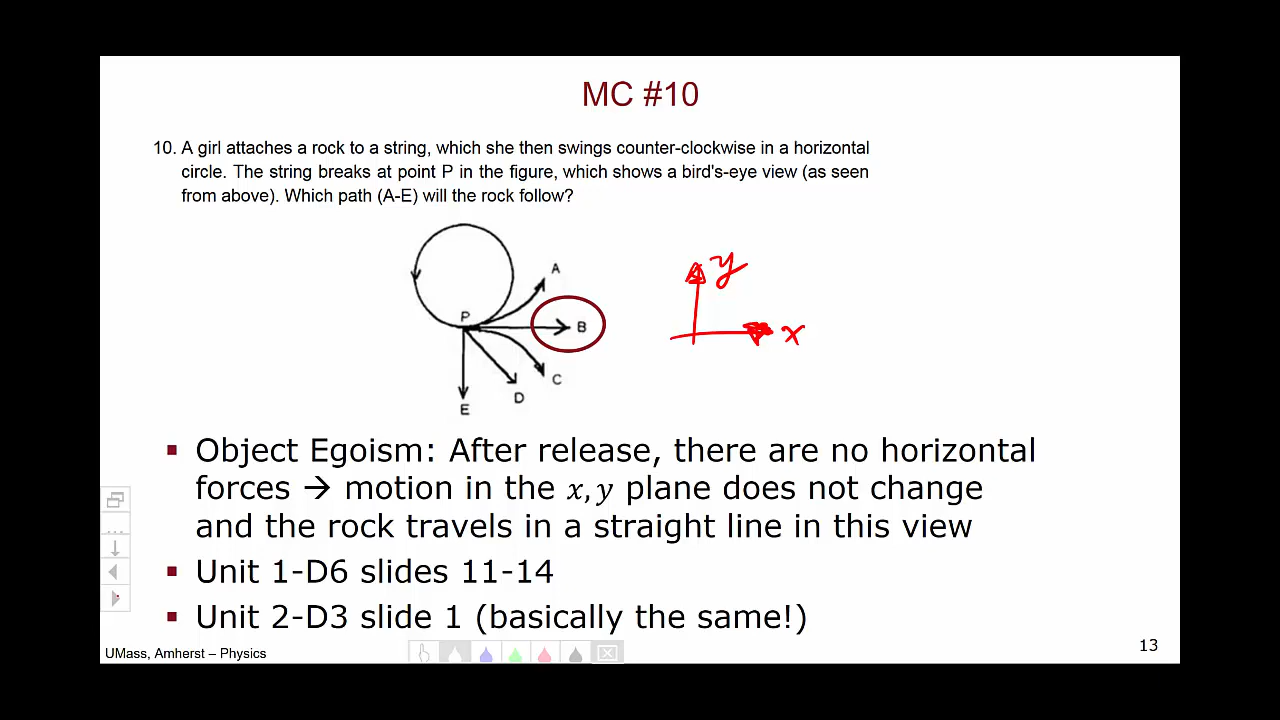 MC #10
10. A girl attaches a rock to a string, which she then swings counter-clockwise in a horizontal
circle. The string breaks at point P in the figure, which shows a bird's-eye view (as seen
from above). Which path (A-E) will the rock follow?
A
y
P
B
x
C
D
E
▪ Object Egoism: After release, there are no horizontal
forces → motion in the x, y plane does not change
and the rock travels in a straight line in this view
▪ Unit 1-D6 slides 11-14
▪ Unit 2-D3 slide 1 (basically the same!)
UMass, Amherst – Physics
13